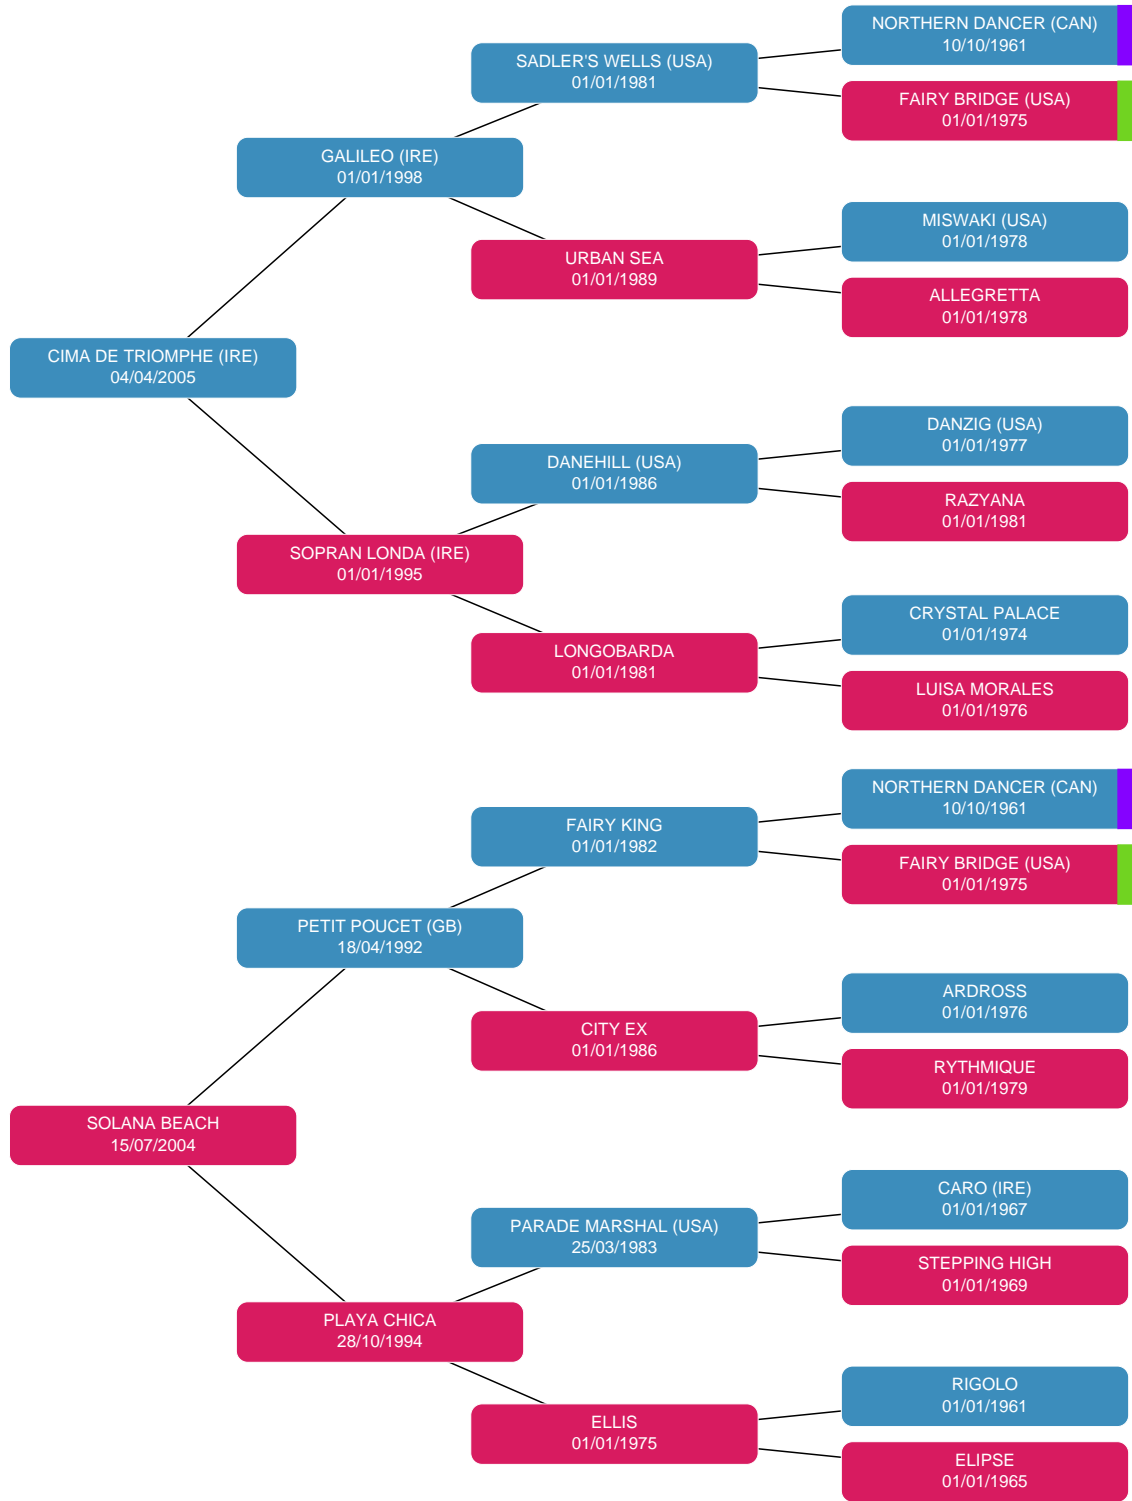 NORTHERN DANCER (CAN)
10/10/1961
SADLER'S WELLS (USA)
01/01/1981
FAIRY BRIDGE (USA)
01/01/1975
GALILEO (IRE)
01/01/1998
MISWAKI (USA)
01/01/1978
URBAN SEA
01/01/1989
ALLEGRETTA
01/01/1978
CIMA DE TRIOMPHE (IRE)
04/04/2005
DANZIG (USA)
01/01/1977
DANEHILL (USA)
01/01/1986
RAZYANA
01/01/1981
SOPRAN LONDA (IRE)
01/01/1995
CRYSTAL PALACE
01/01/1974
LONGOBARDA
01/01/1981
LUISA MORALES
01/01/1976
NORTHERN DANCER (CAN)
10/10/1961
FAIRY KING
01/01/1982
FAIRY BRIDGE (USA)
01/01/1975
PETIT POUCET (GB)
18/04/1992
ARDROSS
01/01/1976
CITY EX
01/01/1986
RYTHMIQUE
01/01/1979
SOLANA BEACH
15/07/2004
CARO (IRE)
01/01/1967
PARADE MARSHAL (USA)
25/03/1983
STEPPING HIGH
01/01/1969
PLAYA CHICA
28/10/1994
RIGOLO
01/01/1961
ELLIS
01/01/1975
ELIPSE
01/01/1965